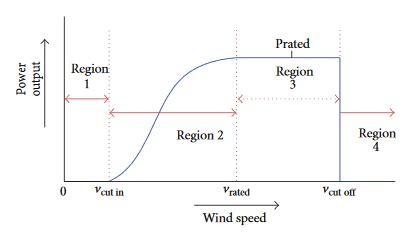 Power
output
Region
1
Region 2
Prated
Region
3
Region
4
0
vcut in
vrated
vcut off
Wind speed